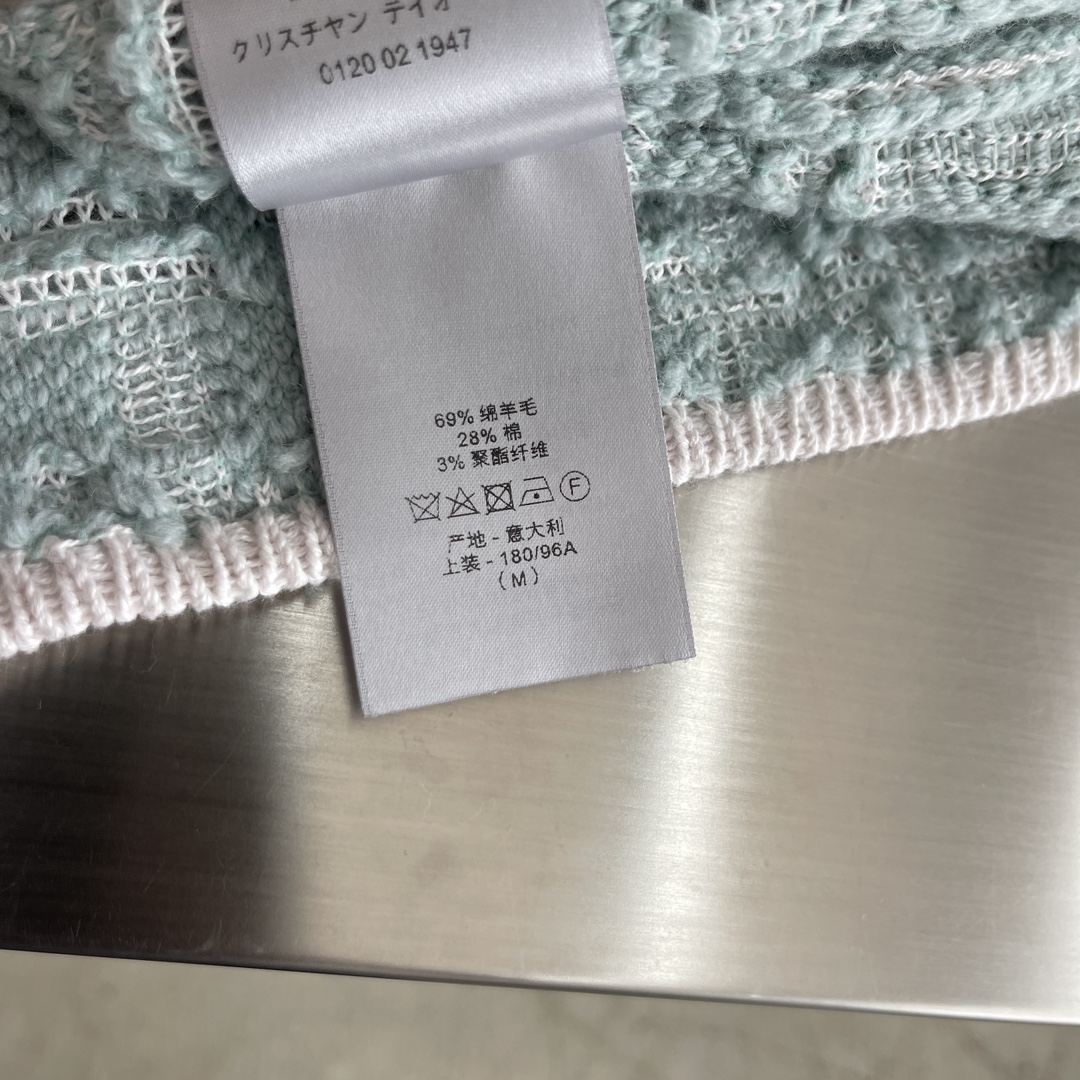 クリスチャン ディオ
0120 02 1947
69% 绵羊毛
28% 棉
3% 聚酯纤维
F
产地 - 意大利
上装 - 180/96A
( M )